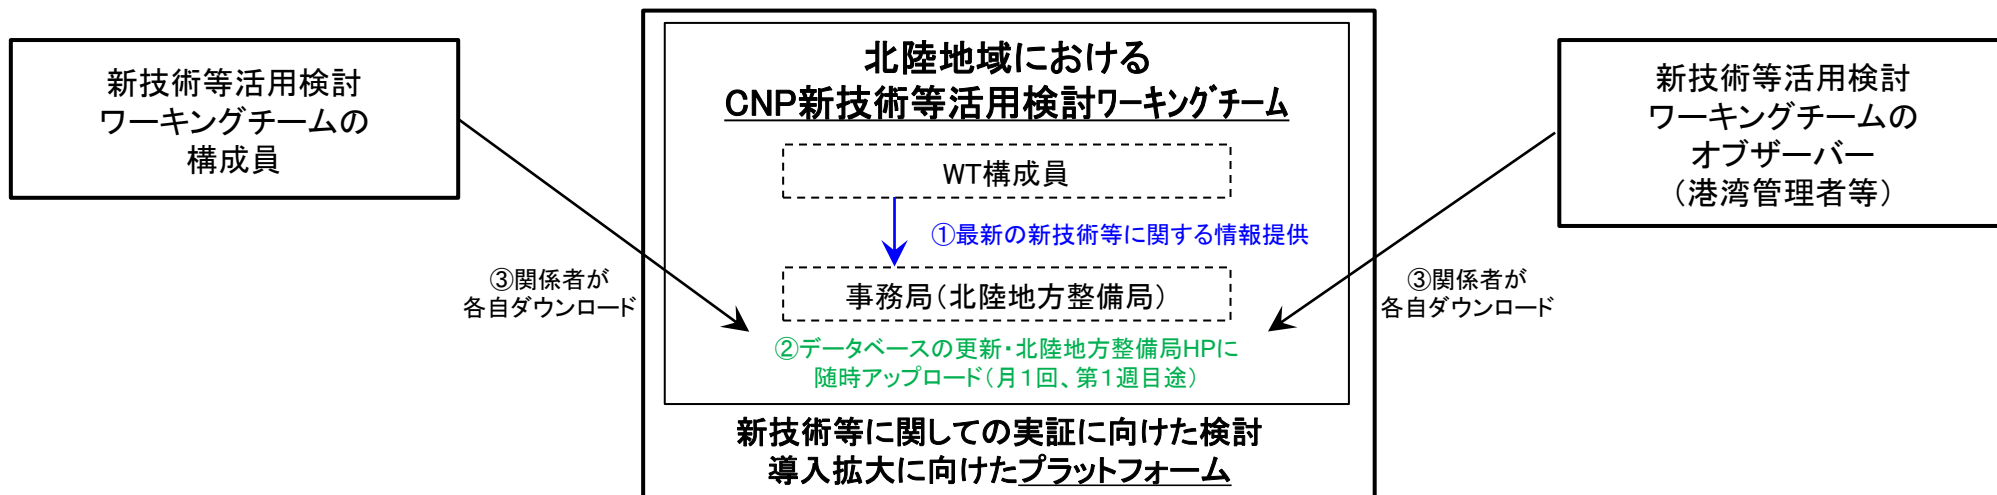 新技術等活用検討
ワーキングチームの
構成員
③関係者が
各自ダウンロード
北陸地域における
CNP新技術等活用検討ワーキングチーム
WT構成員
①最新の新技術等に関する情報提供
事務局(北陸地方整備局)
②データベースの更新・北陸地方整備局HPに
随時アップロード(月1回、第1週目途)
新技術等に関しての実証に向けた検討
導入拡大に向けたプラットフォーム
新技術等活用検討
ワーキングチームの
オブザーバー
(港湾管理者等)
③関係者が
各自ダウンロード